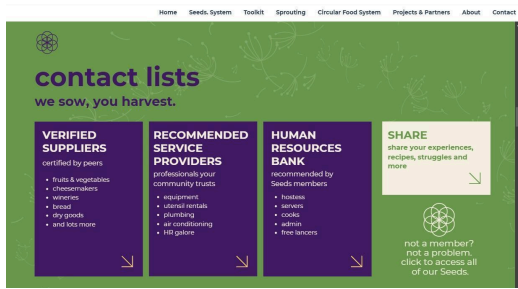 Home Seeds. System Toolkit Sprouting Circular Food System Projects & Partners About Contact
contact lists
we sow, you harvest.
VERIFIED
SUPPLIERS
certified by peers
• fruits & vegetables
• cheesemakers
• wineries
• bread
• dry goods
• and lots more
RECOMMENDED
SERVICE
PROVIDERS
professionals your
community trusts
• equipment
• utensil rentals
• plumbing
• air conditioning
• HR galore
HUMAN
RESOURCES
BANK
recommended by
Seeds members
• hostess
• servers
• cooks
• admin
• free lancers
SHARE
share your experiences,
recipes, struggles and
more
not a member?
not a problem.
click to access all
of our Seeds.